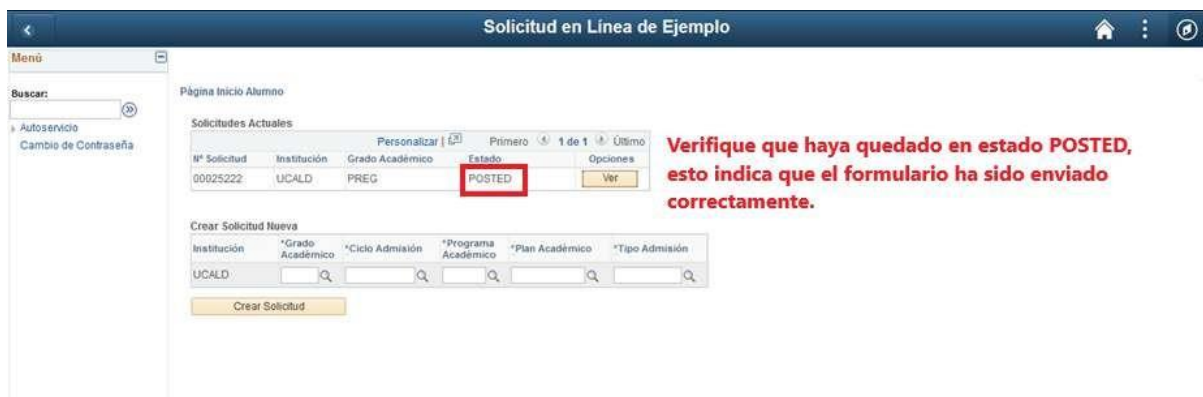 Solicitud en Línea de Ejemplo
Menú
Buscar:
Autoservicio
Cambio de Contraseña
Página Inicio Alumno
Solicitudes Actuales
Personalizar | Primero 1 de 1 Último
Nº Solicitud Institución Grado Académico Estado Opciones
00025222 UCALD PREG POSTED Ver
Verifique que haya quedado en estado POSTED,
esto indica que el formulario ha sido enviado
correctamente.
Crear Solicitud Nueva
Institución *Grado Académico *Ciclo Admisión *Programa Académico *Plan Académico *Tipo Admisión
UCALD
Crear Solicitud